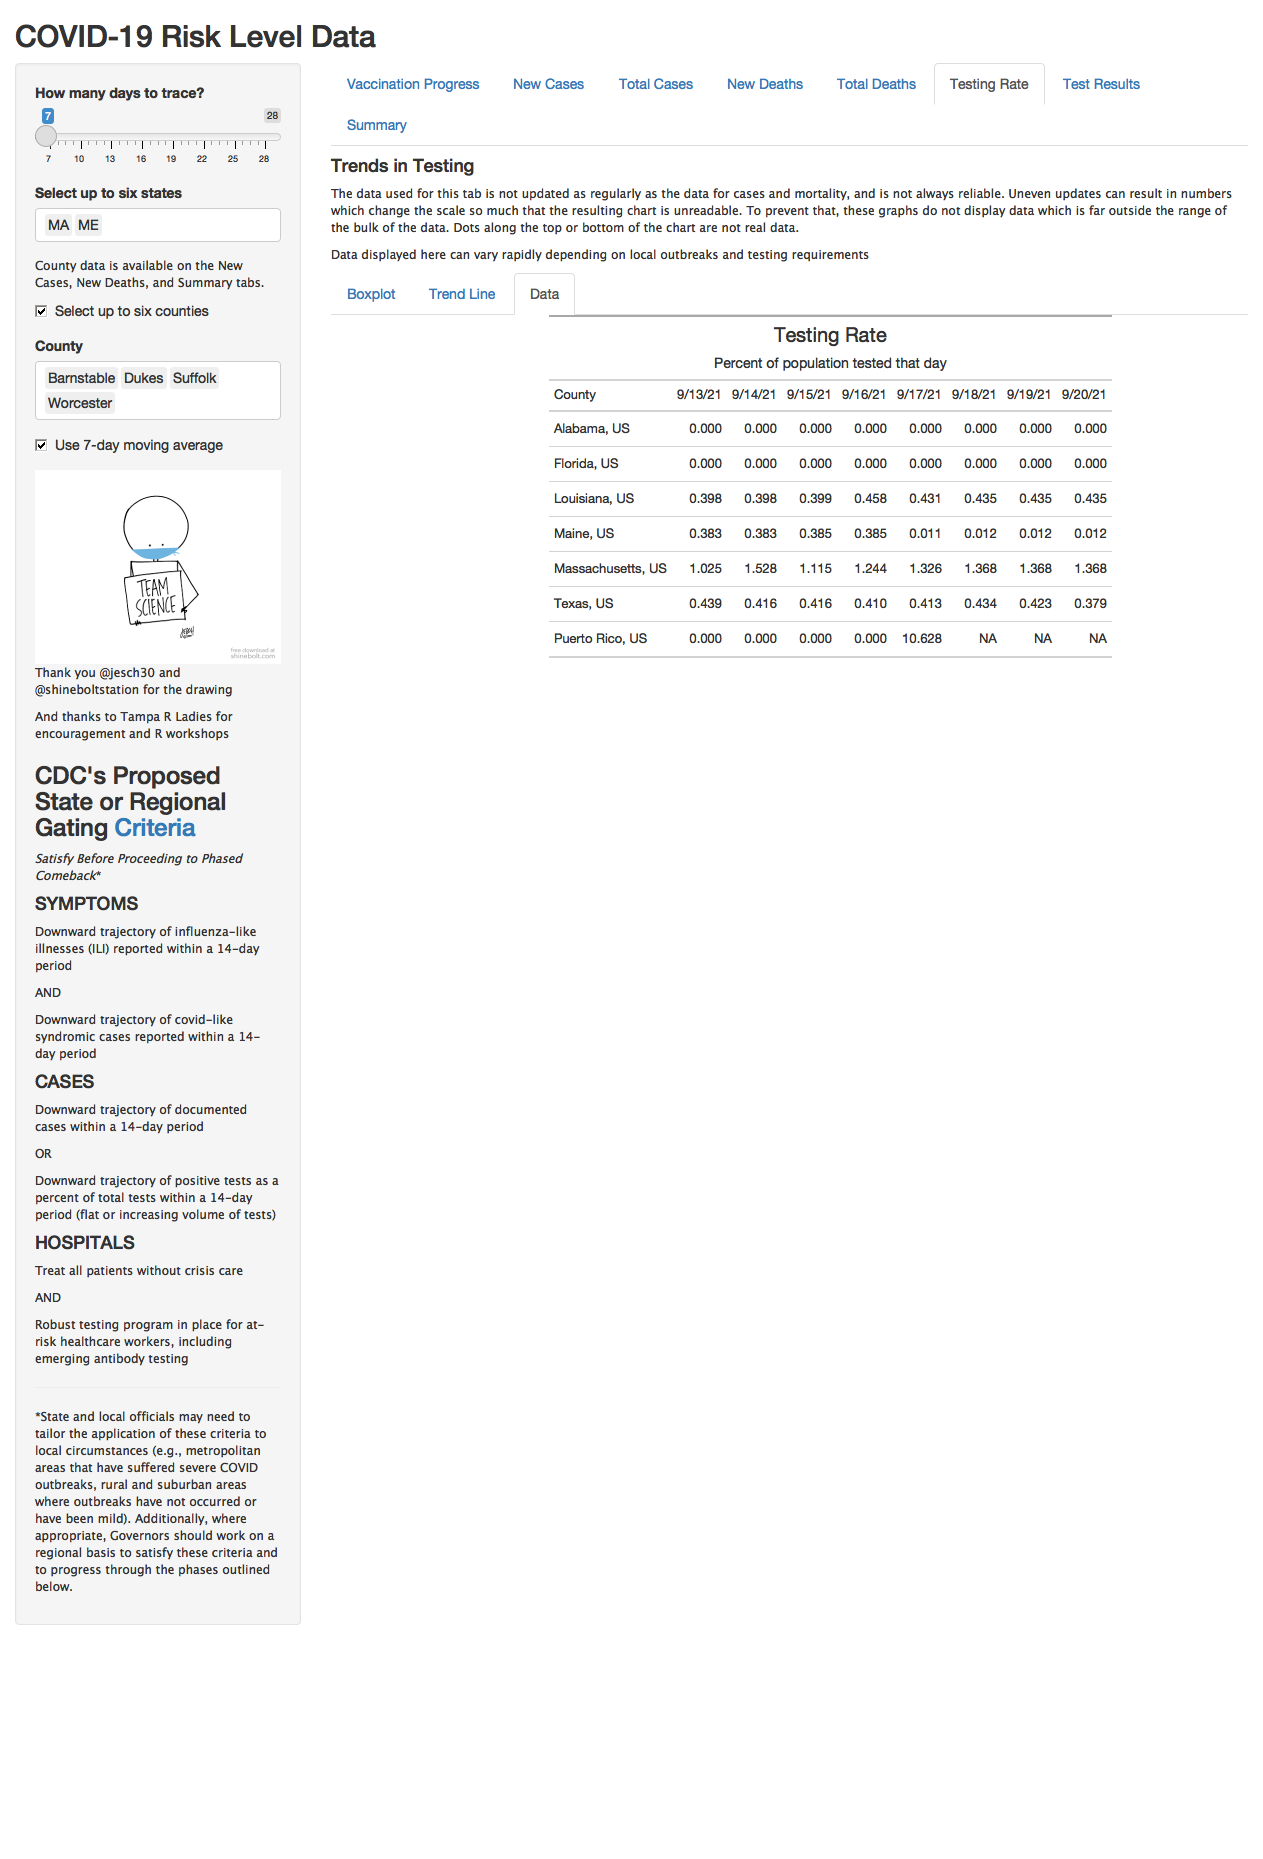 COVID-19 Risk Level Data
How many days to trace?
7 28
7 10 13 16 19 22 25 28
Select up to six states
MA ME
County data is available on the New
Cases, New Deaths, and Summary tabs.
Select up to six counties
County
Barnstable Dukes Suffolk
Worcester
Use 7-day moving average
TEAM
SCIENCE
free download at
shinebolt.com
Thank you @jesch30 and
@shineboltstation for the drawing
And thanks to Tampa R Ladies for
encouragement and R workshops
CDC's Proposed
State or Regional
Gating Criteria
Satisfy Before Proceeding to Phased
Comeback*
SYMPTOMS
Downward trajectory of influenza-like
illnesses (ILI) reported within a 14-day
period
AND
Downward trajectory of covid-like
syndromic cases reported within a 14-
day period
CASES
Downward trajectory of documented
cases within a 14-day period
OR
Downward trajectory of positive tests as a
percent of total tests within a 14-day
period (flat or increasing volume of tests)
HOSPITALS
Treat all patients without crisis care
AND
Robust testing program in place for at-
risk healthcare workers, including
emerging antibody testing
*State and local officials may need to
tailor the application of these criteria to
local circumstances (e.g., metropolitan
areas that have suffered severe COVID
outbreaks, rural and suburban areas
where outbreaks have not occurred or
have been mild). Additionally, where
appropriate, Governors should work on a
regional basis to satisfy these criteria and
to progress through the phases outlined
below.
Vaccination Progress New Cases Total Cases New Deaths Total Deaths Testing Rate Test Results
Summary
Trends in Testing
The data used for this tab is not updated as regularly as the data for cases and mortality, and is not always reliable. Uneven updates can result in numbers
which change the scale so much that the resulting chart is unreadable. To prevent that, these graphs do not display data which is far outside the range of
the bulk of the data. Dots along the top or bottom of the chart are not real data.
Data displayed here can vary rapidly depending on local outbreaks and testing requirements
Boxplot Trend Line Data
Testing Rate
Percent of population tested that day
County 9/13/21 9/14/21 9/15/21 9/16/21 9/17/21 9/18/21 9/19/21 9/20/21
Alabama, US 0.000 0.000 0.000 0.000 0.000 0.000 0.000 0.000
Florida, US 0.000 0.000 0.000 0.000 0.000 0.000 0.000 0.000
Louisiana, US 0.398 0.398 0.399 0.458 0.431 0.435 0.435 0.435
Maine, US 0.383 0.383 0.385 0.385 0.011 0.012 0.012 0.012
Massachusetts, US 1.025 1.528 1.115 1.244 1.326 1.368 1.368 1.368
Texas, US 0.439 0.416 0.416 0.410 0.413 0.434 0.423 0.379
Puerto Rico, US 0.000 0.000 0.000 0.000 10.628 NA NA NA